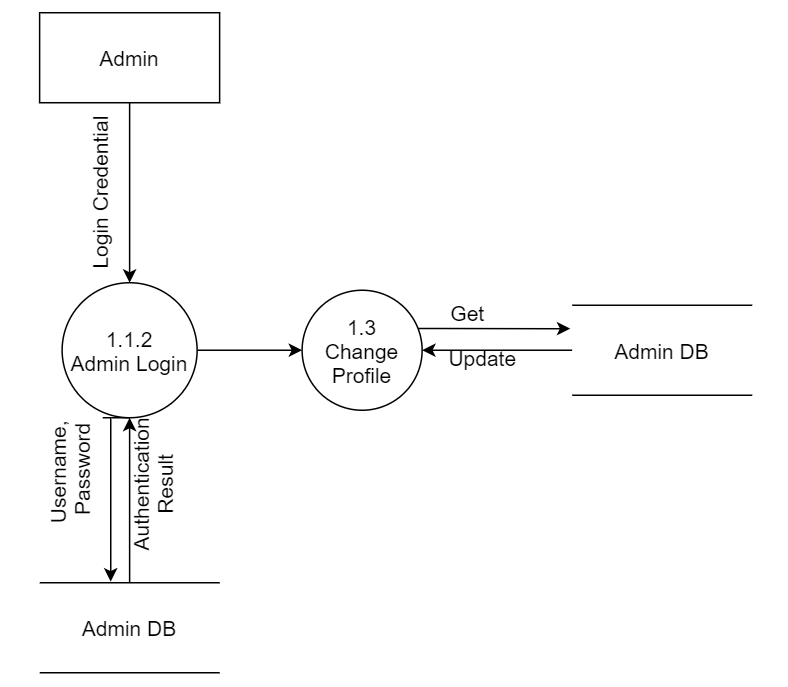 Admin
Login Credential
1.1.2
Admin Login
1.3
Change
Profile
Get
Update
Admin DB
Username,
Password
Authentication
Result
Admin DB